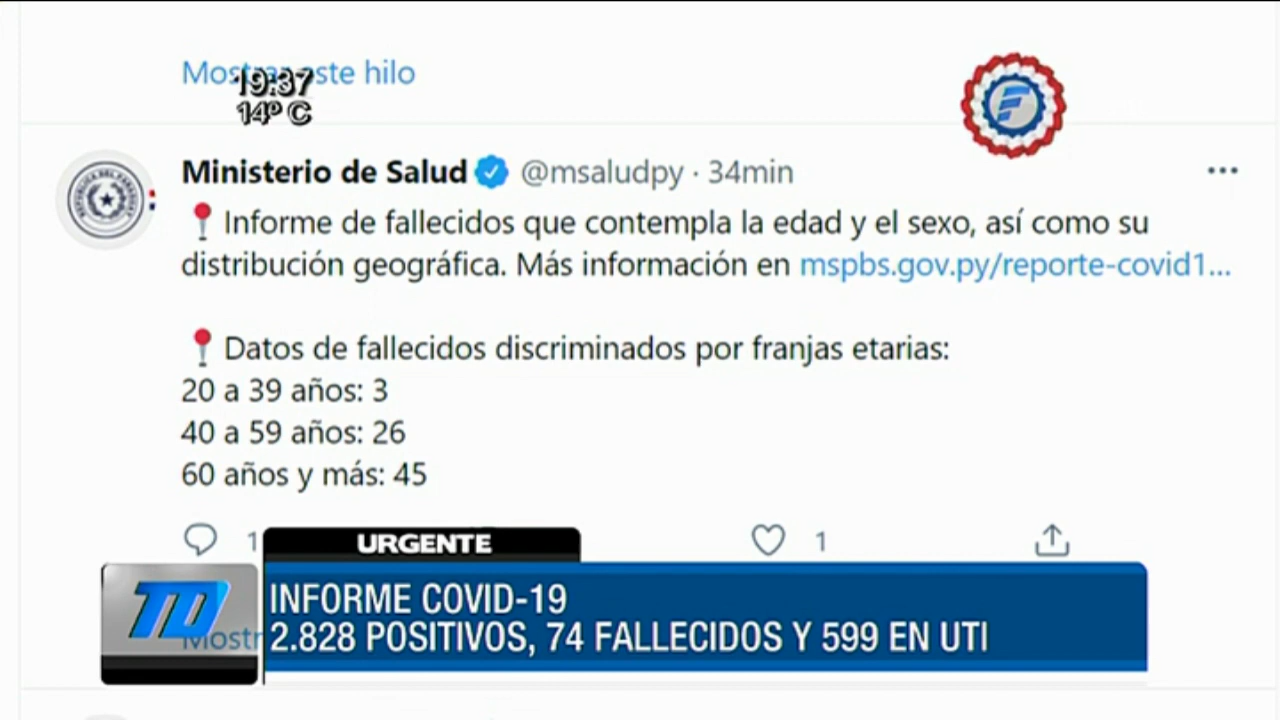 Mostrar este hilo
19:37
14º C
Ministerio de Salud @msaludpy · 34min
Informe de fallecidos que contempla la edad y el sexo, así como su
distribución geográfica. Más información en mspbs.gov.py/reporte-covid1...
Datos de fallecidos discriminados por franjas etarias:
20 a 39 años: 3
40 a 59 años: 26
60 años y más: 45
1
1
URGENTE
TD
INFORME COVID-19
2.828 POSITIVOS, 74 FALLECIDOS Y 599 EN UTI
Mostr